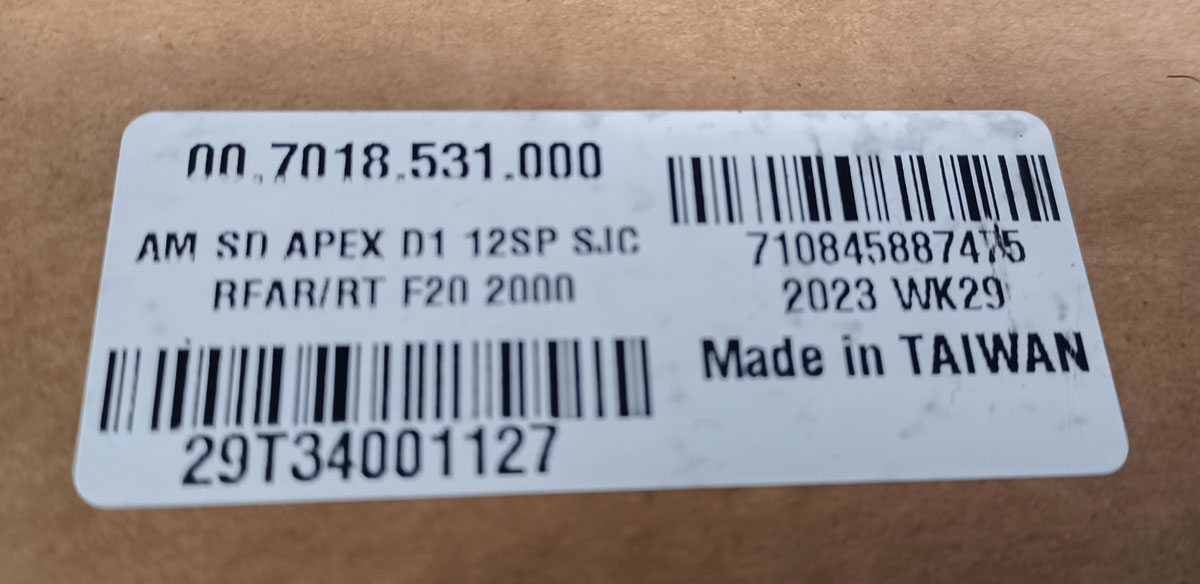 00.7018.531.000
AM SD APEX D1 12SP SJC
REAR/RT F20 2000
29T34001127
710845887475
2023 WK29
Made in TAIWAN